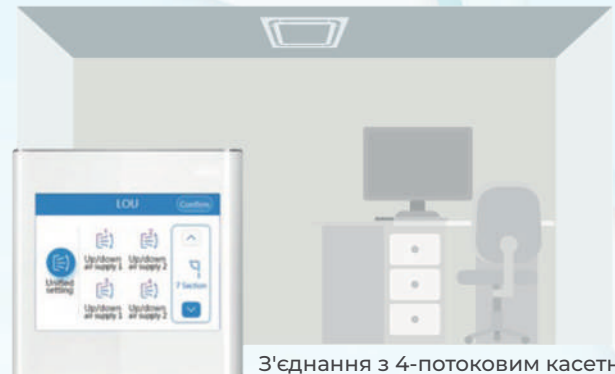 LOU
Confirm
Unified
setting
Up/down
air supply 1
Up/down
air supply 2
7 Section
Up/down
air supply 1
Up/down
air supply 2
З'єднання з 4-потоковим касетн